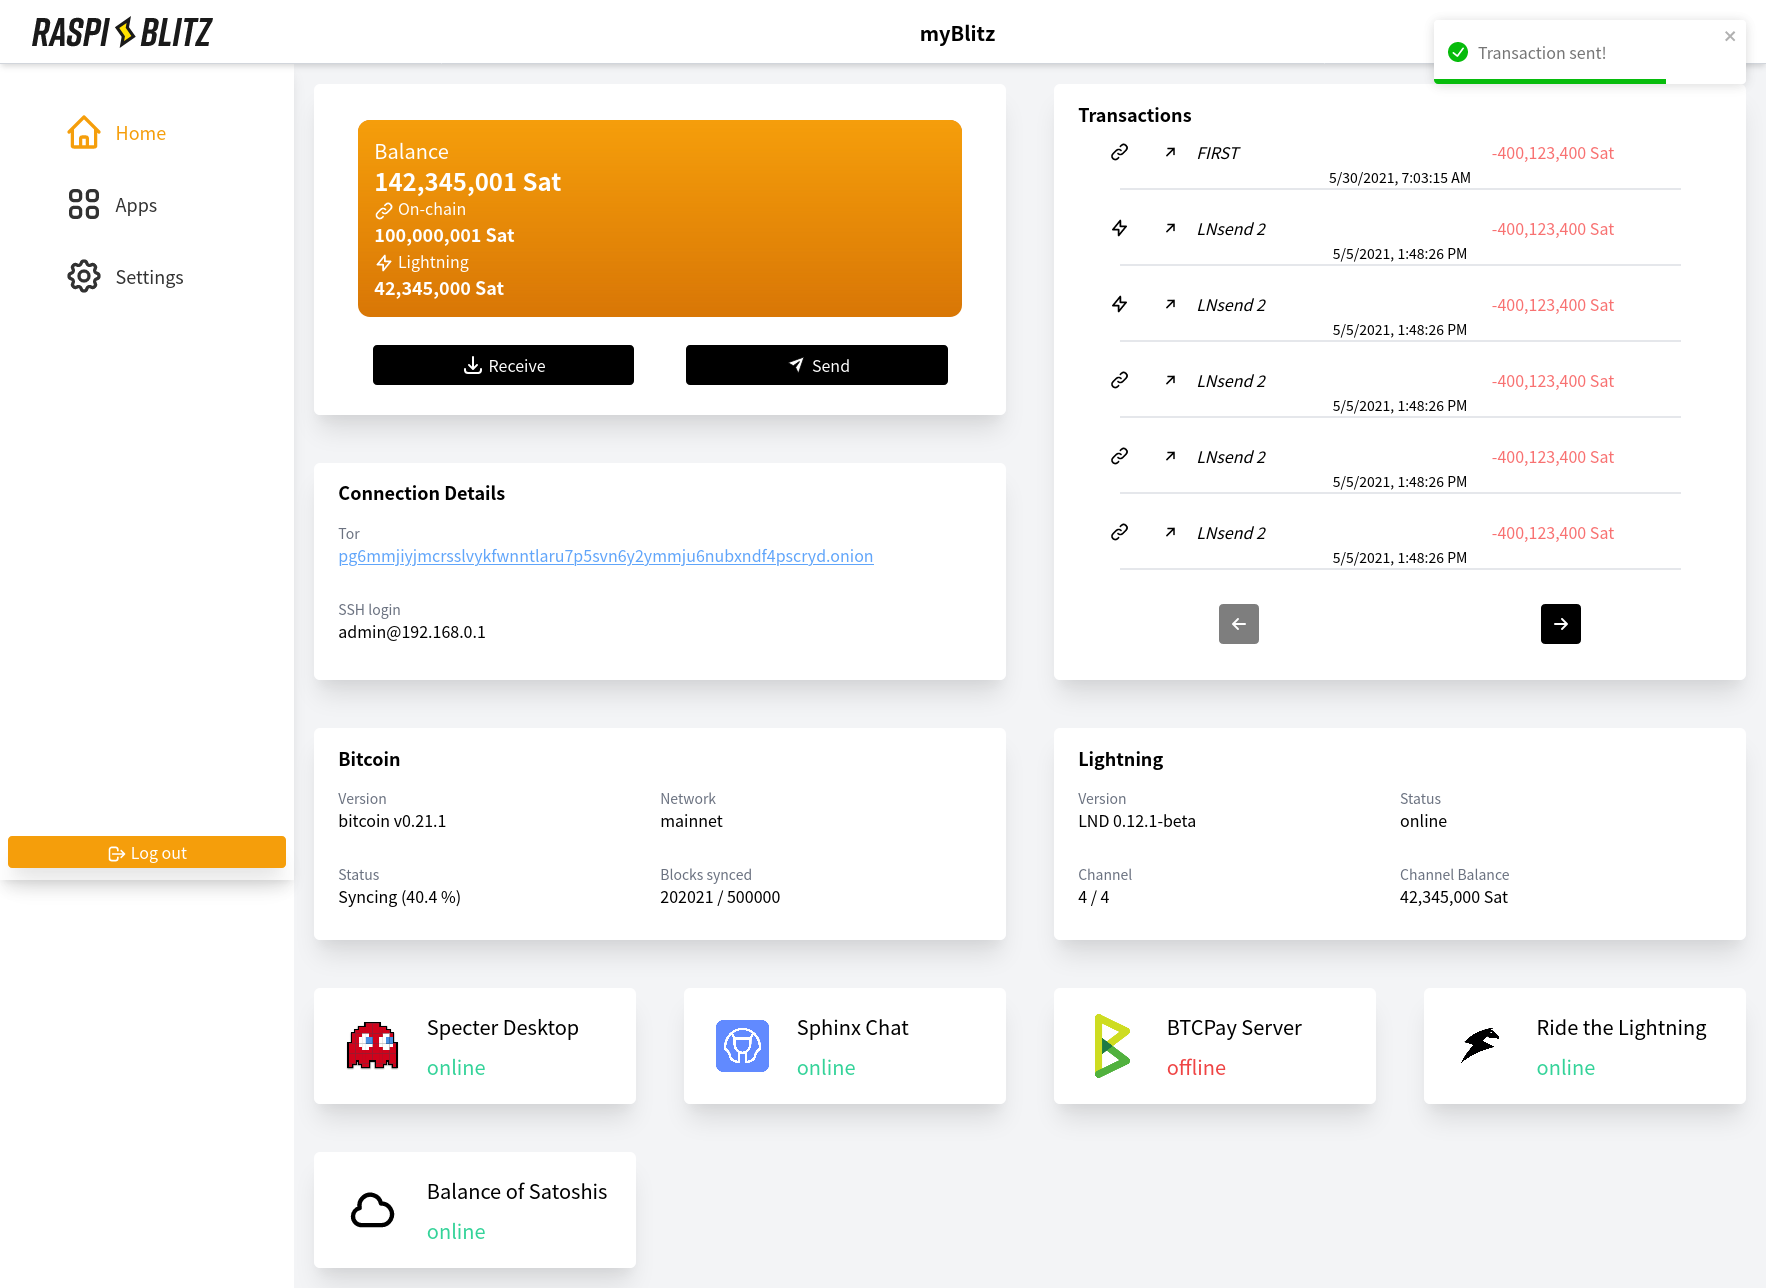 RASPI BLITZ
myBlitz
Transaction sent!
Home
Apps
Settings
Log out
Balance
142,345,001 Sat
On-chain
100,000,001 Sat
Lightning
42,345,000 Sat
Receive
Send
Transactions
FIRST -400,123,400 Sat
5/30/2021, 7:03:15 AM
LNsend 2 -400,123,400 Sat
5/5/2021, 1:48:26 PM
LNsend 2 -400,123,400 Sat
5/5/2021, 1:48:26 PM
LNsend 2 -400,123,400 Sat
5/5/2021, 1:48:26 PM
LNsend 2 -400,123,400 Sat
5/5/2021, 1:48:26 PM
LNsend 2 -400,123,400 Sat
5/5/2021, 1:48:26 PM
Connection Details
Tor
pg6mmjiyjmcrsslvykfwnntlaru7p5svn6y2ymmju6nubxndf4pscryd.onion
SSH login
admin@192.168.0.1
Bitcoin
Version Network
bitcoin v0.21.1 mainnet
Status Blocks synced
Syncing (40.4 %) 202021 / 500000
Lightning
Version Status
LND 0.12.1-beta online
Channel Channel Balance
4 / 4 42,345,000 Sat
Specter Desktop
online
Sphinx Chat
online
BTCPay Server
offline
Ride the Lightning
online
Balance of Satoshis
online